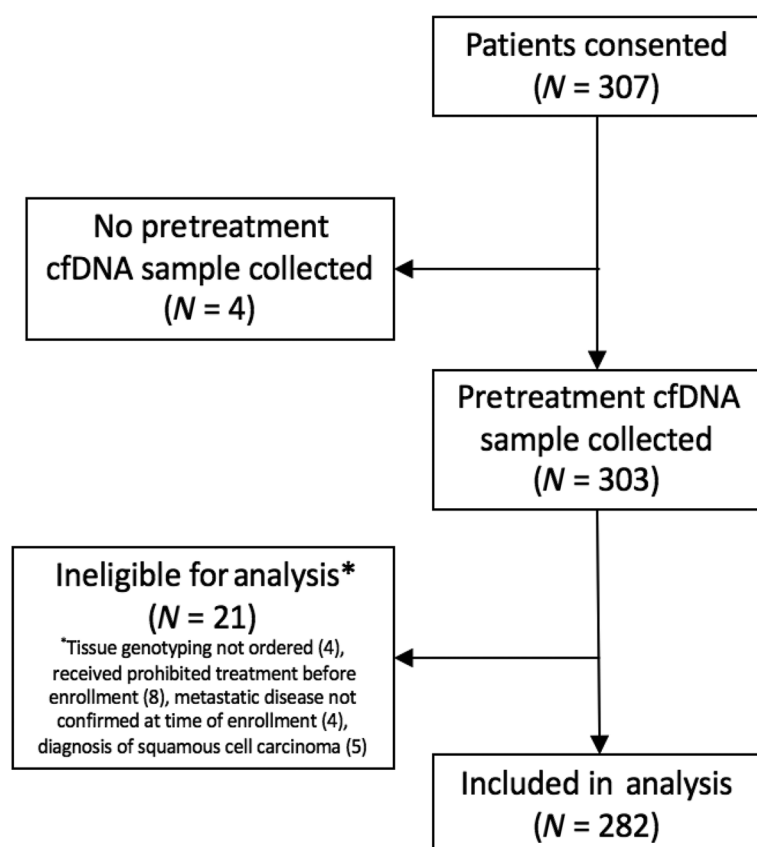 Patients consented
(N = 307)
No pretreatment
cfDNA sample collected
(N = 4)
Pretreatment cfDNA
sample collected
(N = 303)
Ineligible for analysis*
(N = 21)
*Tissue genotyping not ordered (4),
received prohibited treatment before
enrollment (8), metastatic disease not
confirmed at time of enrollment (4),
diagnosis of squamous cell carcinoma (5)
Included in analysis
(N = 282)